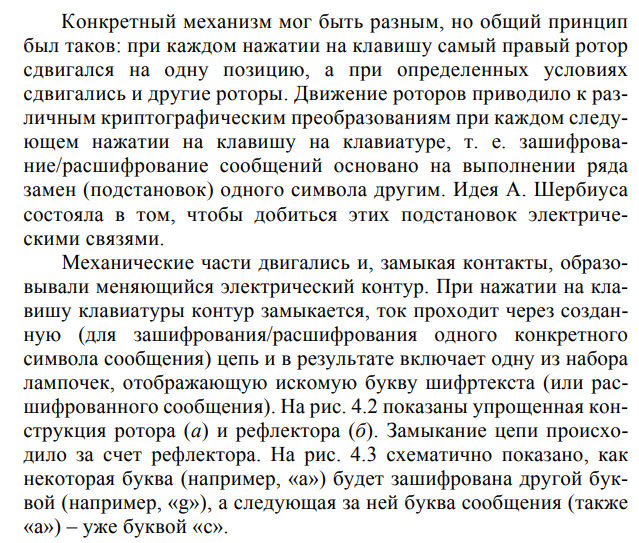 Конкретный механизм мог быть разным, но общий принцип
был таков: при каждом нажатии на клавишу самый правый ротор
сдвигался на одну позицию, а при определенных условиях
сдвигались и другие роторы. Движение роторов приводило к раз-
личным криптографическим преобразованиям при каждом следу-
ющем нажатии на клавишу на клавиатуре, т. е. зашифрова-
ние/расшифрование сообщений основано на выполнении ряда
замен (подстановок) одного символа другим. Идея А. Шербиуса
состояла в том, чтобы добиться этих подстановок электриче-
скими связями.
Механические части двигались и, замыкая контакты, образо-
вывали меняющийся электрический контур. При нажатии на кла-
вишу клавиатуры контур замыкается, ток проходит через создан-
ную (для зашифрования/расшифрования одного конкретного
символа сообщения) цепь и в результате включает одну из набора
лампочек, отображающую искомую букву шифртекста (или рас-
шифрованного сообщения). На рис. 4.2 показаны упрощенная кон-
струкция ротора (а) и рефлектора (б). Замыкание цепи происхо-
дило за счет рефлектора. На рис. 4.3 схематично показано, как
некоторая буква (например, «a») будет зашифрована другой бук-
вой (например, «g»), а следующая за ней буква сообщения (также
«a») – уже буквой «c».